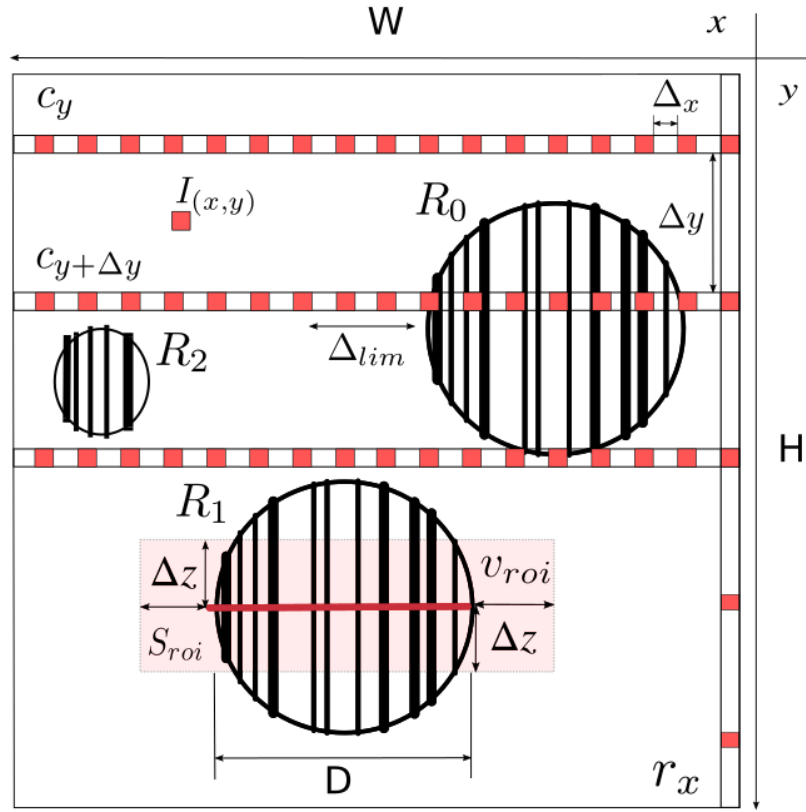 W
x
y
c_y
Δ_x
I_(x,y)
R_0
Δy
c_{y+Δy}
Δ_lim
R_2
H
R_1
Δz
v_roi
S_roi
Δz
D
r_x